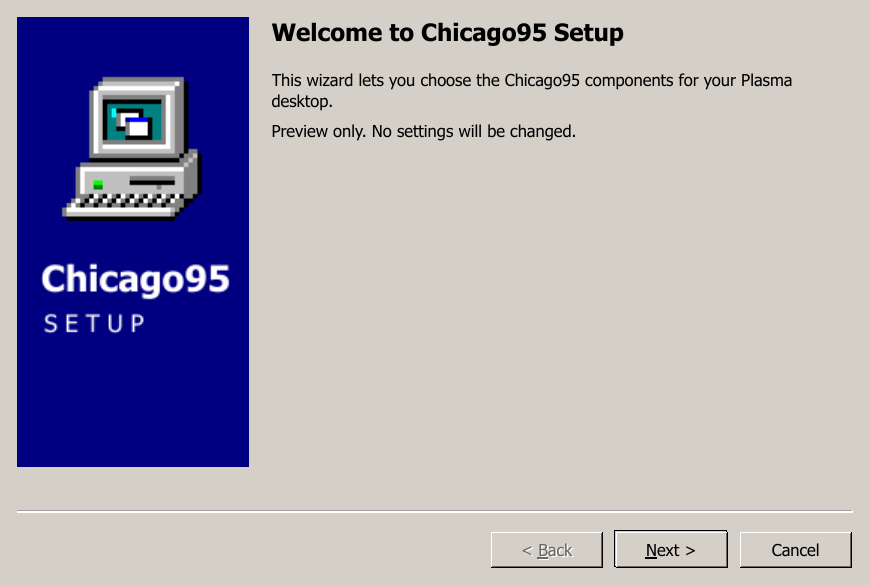 Welcome to Chicago95 Setup
This wizard lets you choose the Chicago95 components for your Plasma
desktop.
Preview only. No settings will be changed.
Chicago95
SETUP
< Back
Next >
Cancel